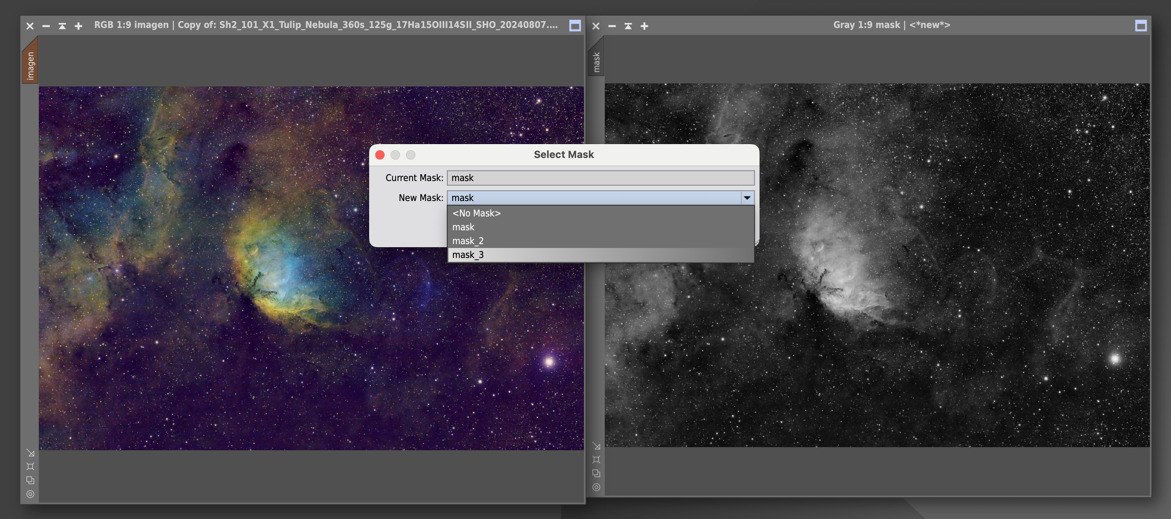 RGB 1:9 imagen | Copy of: Sh2_101_X1_Tulip_Nebula_360s_125g_17Ha15OIII14SII_SHO_20240807....
Gray 1:9 mask | <*new*>
imagen
mask
Select Mask
Current Mask: mask
New Mask: mask
<No Mask>
mask
mask_2
mask_3